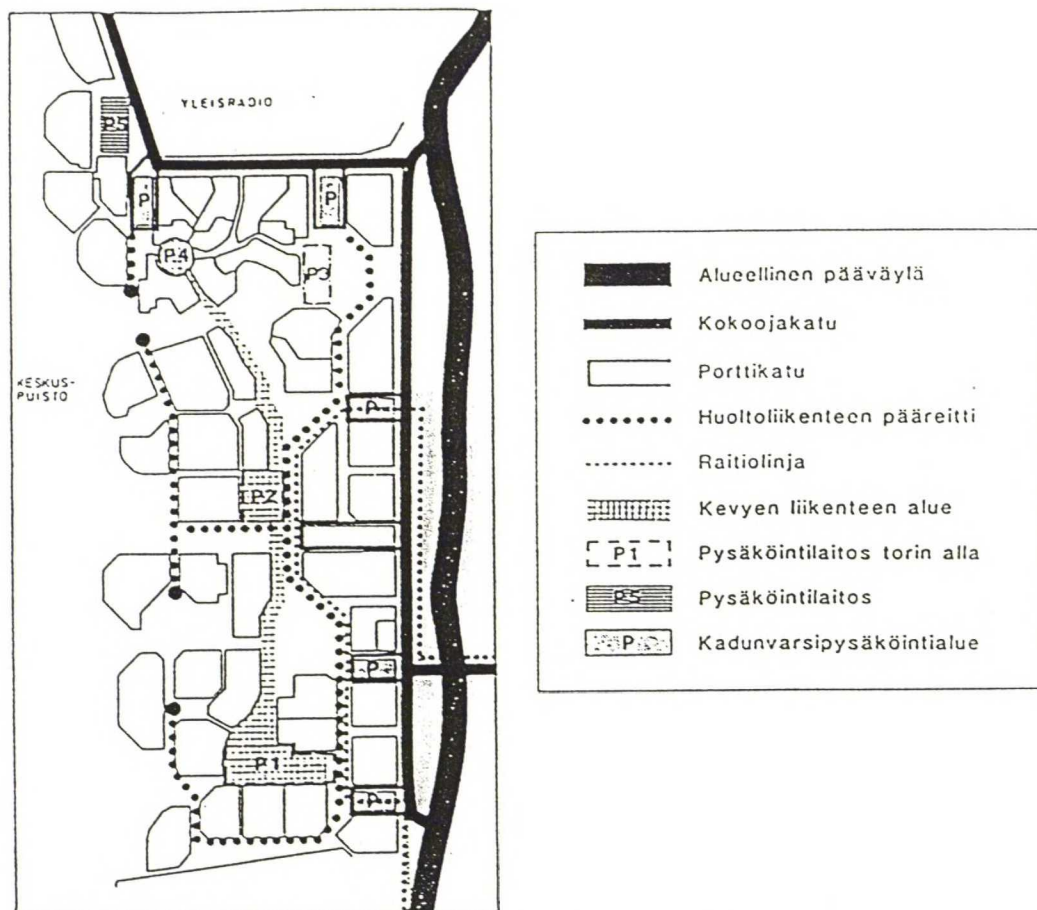 YLEISRADIO
P5
P
P
P4
P3
KESKUS-
PUISTO
P
P2
P
P1
P
Alueellinen pääväylä
Kokoojakatu
Porttikatu
Huoltoliikenteen pääreitti
Raitiolinja
Kevyen liikenteen alue
P1 Pysäköintilaitos torin alla
P5 Pysäköintilaitos
P Kadunvarsipysäköintialue